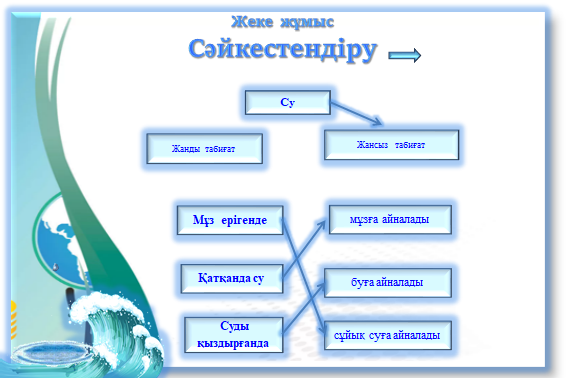 Жеке жұмыс
Сәйкестендіру
Су
Жанды табиғат
Жансыз табиғат
Мұз ерігенде
мұзға айналады
Қатқанда су
буға айналады
Суды
қыздырғанда
сұйық суға айналады